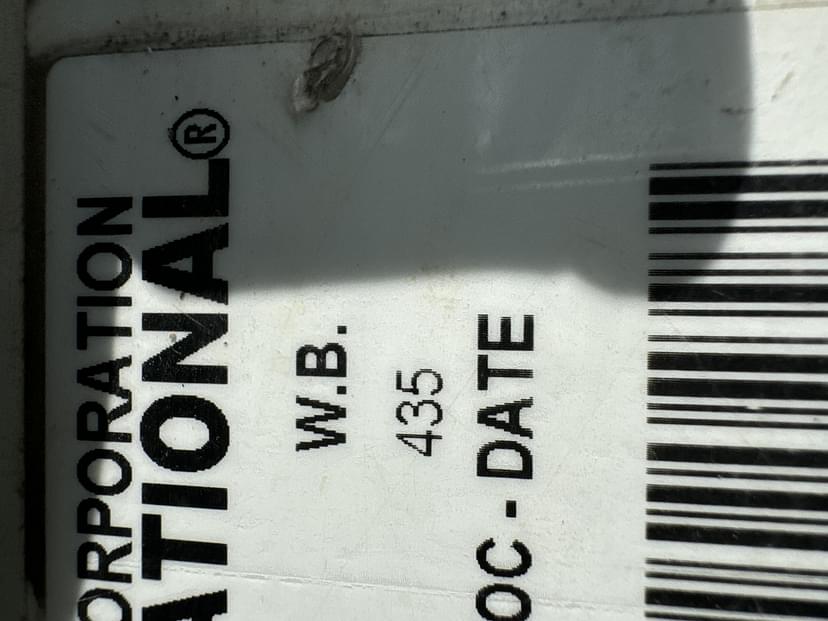 ORPORATION
ATIONAL®
W.B.
435
OC - DATE